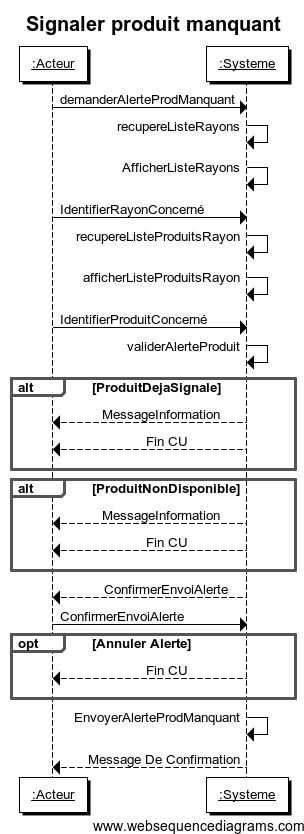 Signaler produit manquant
:Acteur
:Systeme
demanderAlerteProdManquant
recupereListeRayons
AfficherListeRayons
IdentifierRayonConcerné
recupereListeProduitsRayon
afficherListeProduitsRayon
IdentifierProduitConcerné
validerAlerteProduit
alt [ProduitDejaSignale]
MessageInformation
Fin CU
alt [ProduitNonDisponible]
MessageInformation
Fin CU
ConfirmerEnvoiAlerte
ConfirmerEnvoiAlerte
opt [Annuler Alerte]
Fin CU
EnvoyerAlerteProdManquant
Message De Confirmation
:Acteur
:Systeme
www.websequencediagrams.com